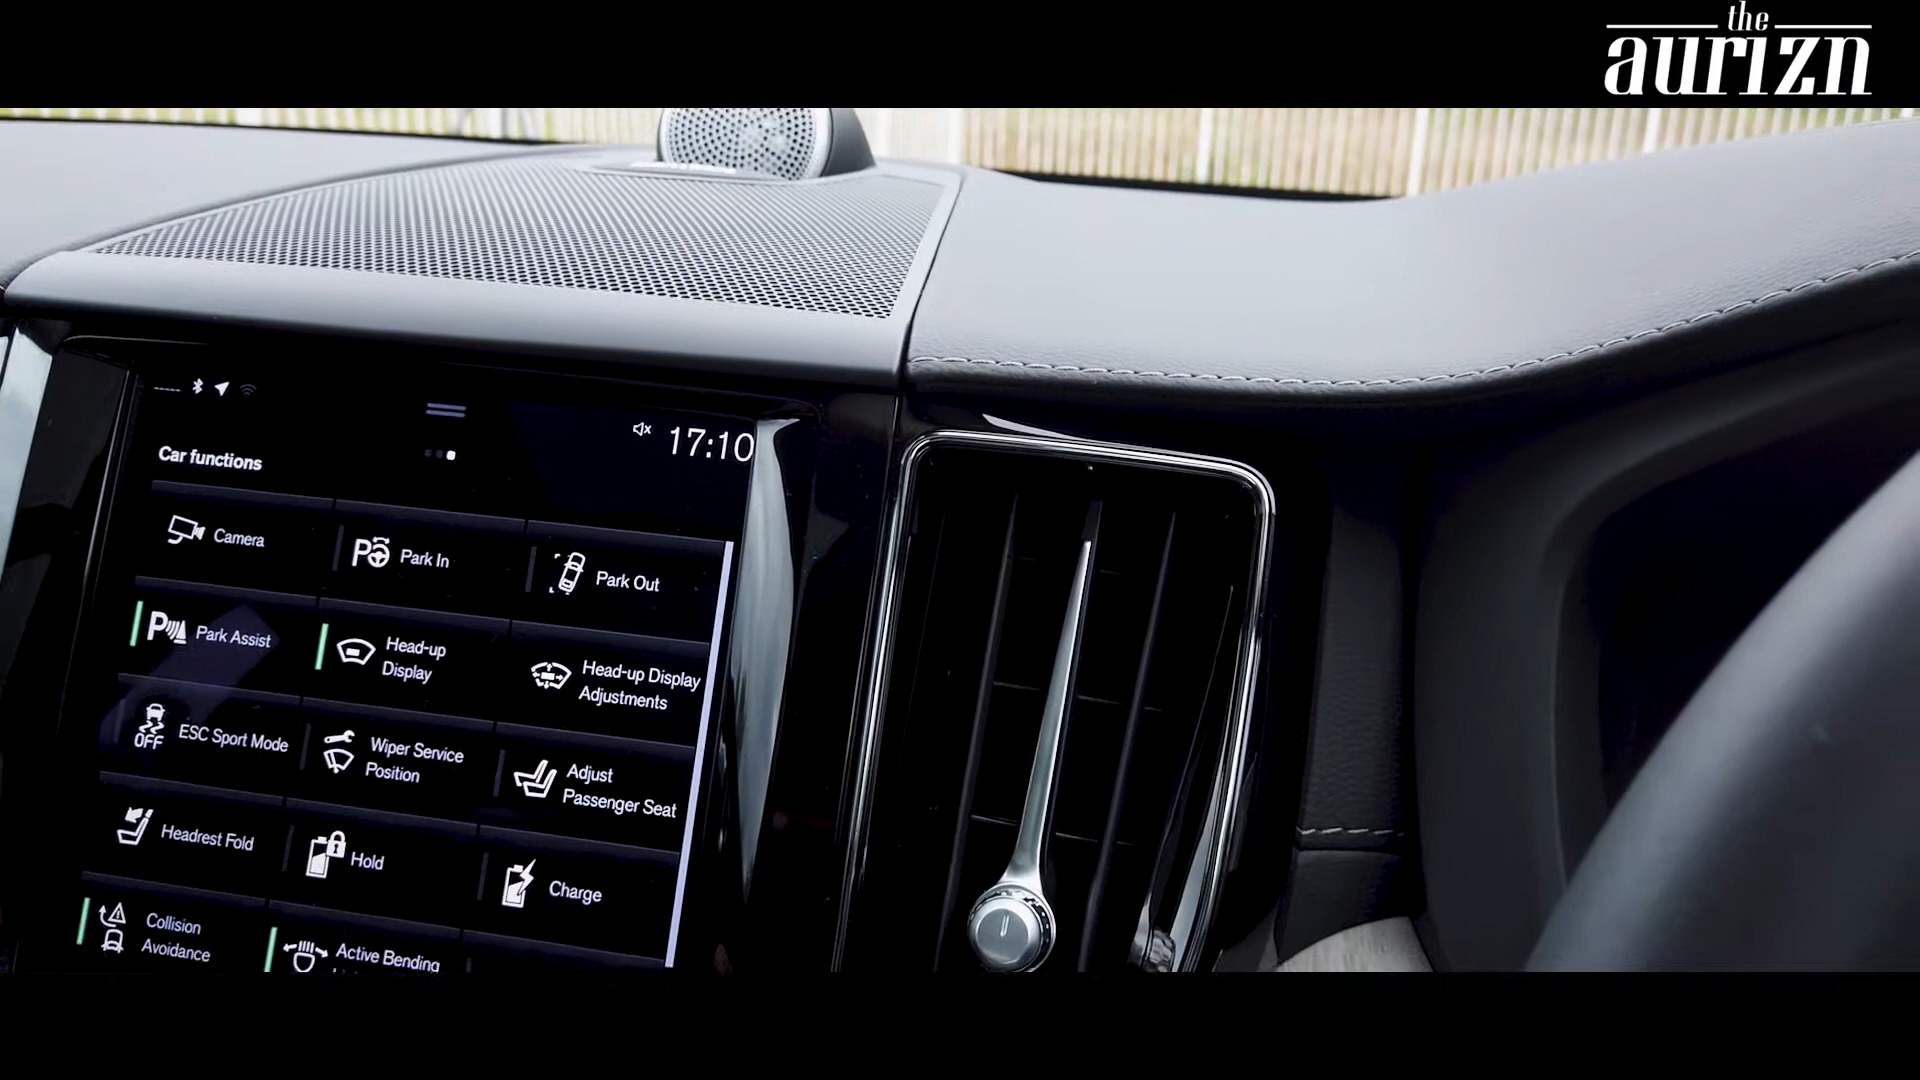 the
aurizn
17:10
Car functions
Camera
Park In
Park Out
Park Assist
Head-up
Display
Head-up Display
Adjustments
OFF
ESC Sport Mode
Wiper Service
Position
Adjust
Passenger Seat
Headrest Fold
Hold
Charge
Collision
Avoidance
Active Bending